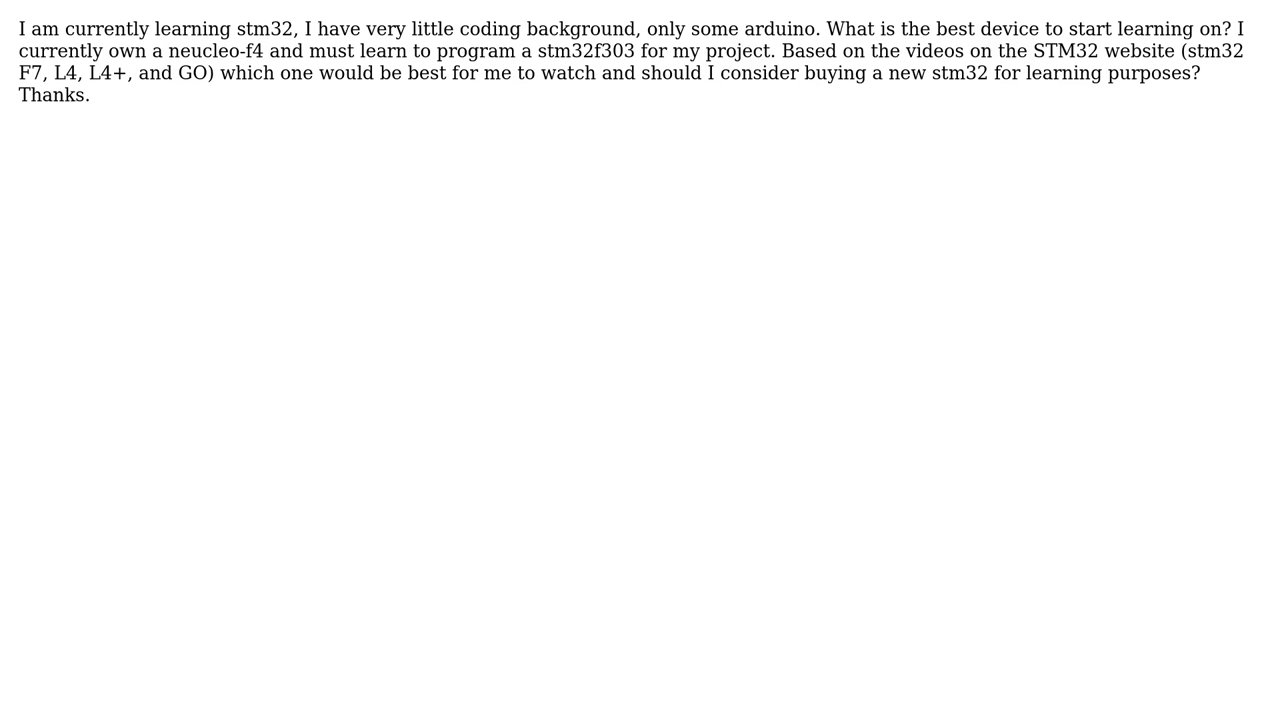 I am currently learning stm32, I have very little coding background, only some arduino. What is the best device to start learning on? I
currently own a neucleo-f4 and must learn to program a stm32f303 for my project. Based on the videos on the STM32 website (stm32
F7, L4, L4+, and GO) which one would be best for me to watch and should I consider buying a new stm32 for learning purposes?
Thanks.